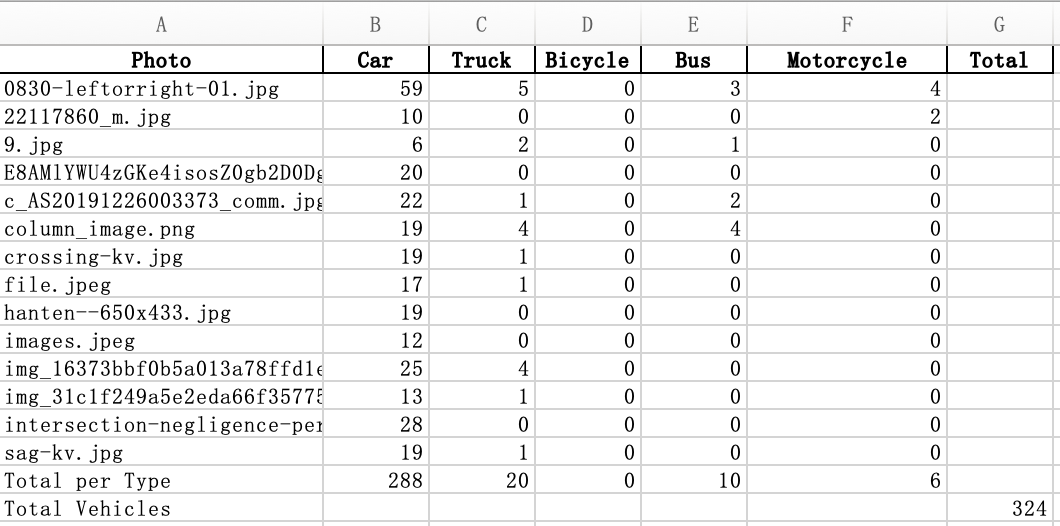 A B C D E F G
Photo Car Truck Bicycle Bus Motorcycle Total
0830-leftorright-01.jpg 59 5 0 3 4
22117860_m.jpg 10 0 0 0 2
9.jpg 6 2 0 1 0
E8AMlYWU4zGKe4isosZ0gb2D0Dg 20 0 0 0 0
c_AS20191226003373_comm.jpg 22 1 0 2 0
column_image.png 19 4 0 4 0
crossing-kv.jpg 19 1 0 0 0
file.jpeg 17 1 0 0 0
hanten--650x433.jpg 19 0 0 0 0
images.jpeg 12 0 0 0 0
img_16373bbf0b5a013a78ffd1e 25 4 0 0 0
img_31c1f249a5e2eda66f35775 13 1 0 0 0
intersection-negligence-per 28 0 0 0 0
sag-kv.jpg 19 1 0 0 0
Total per Type 288 20 0 10 6
Total Vehicles 324